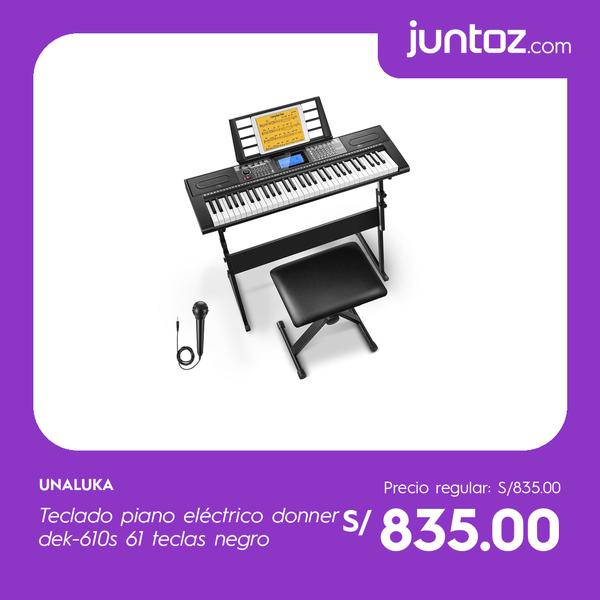 juntoz.com
UNALUKA
Precio regular: S/835.00
Teclado piano eléctrico donner
dek-610s 61 teclas negro
S/ 835.00